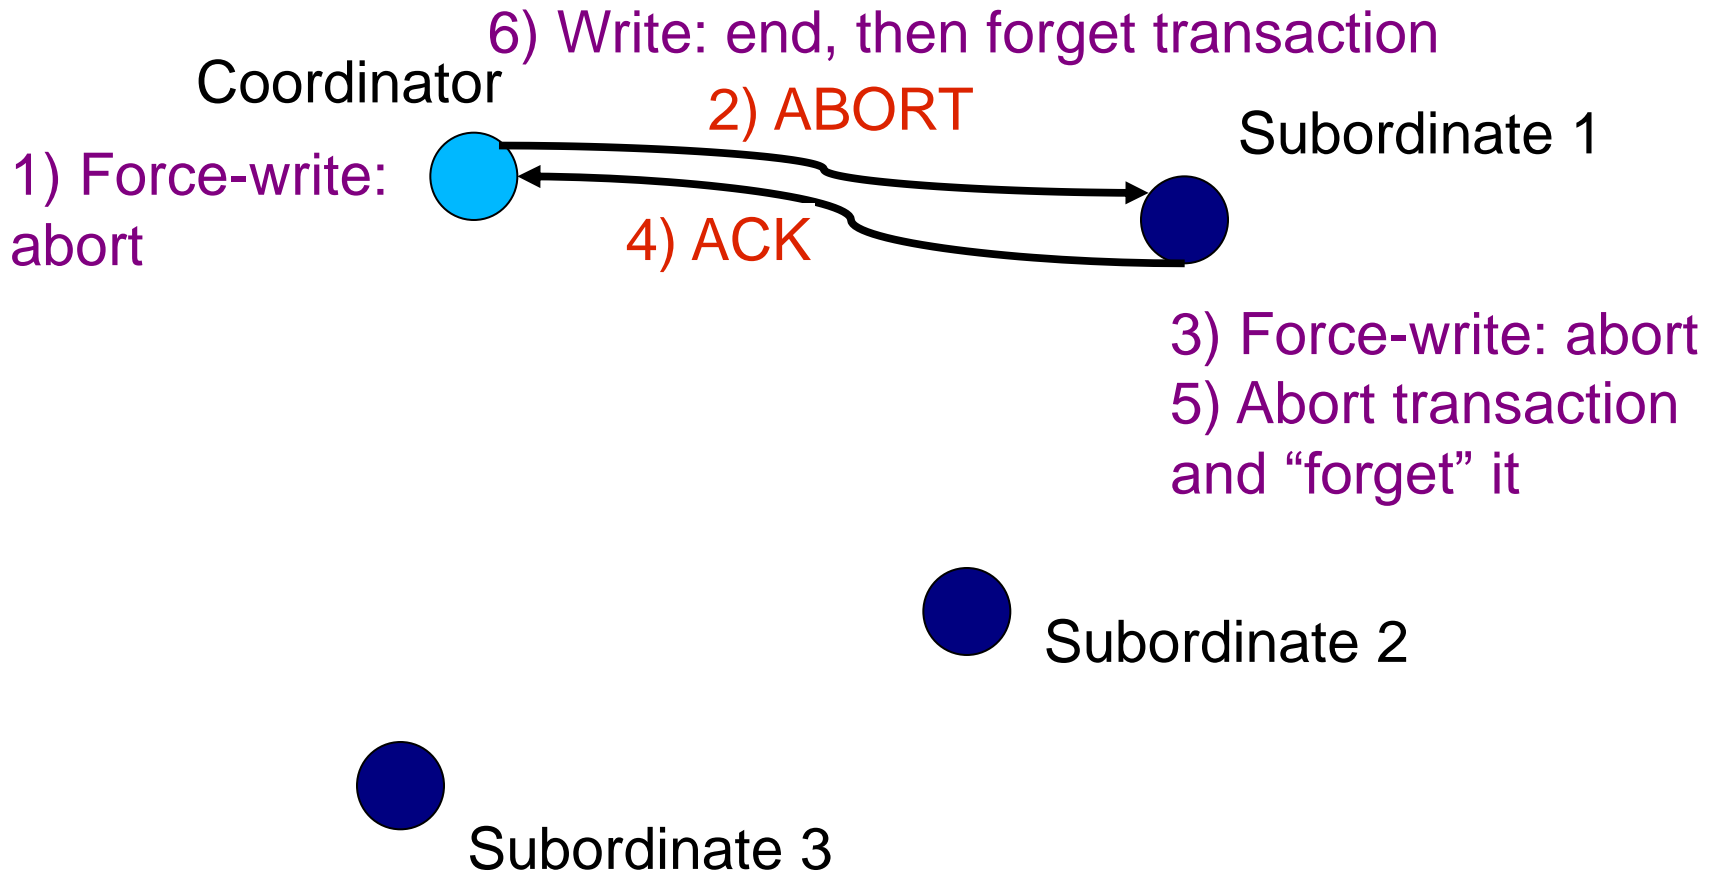 6) Write: end, then forget transaction
Coordinator
2) ABORT
Subordinate 1
1) Force-write:
abort
4) ACK
3) Force-write: abort
5) Abort transaction
and “forget” it
Subordinate 2
Subordinate 3